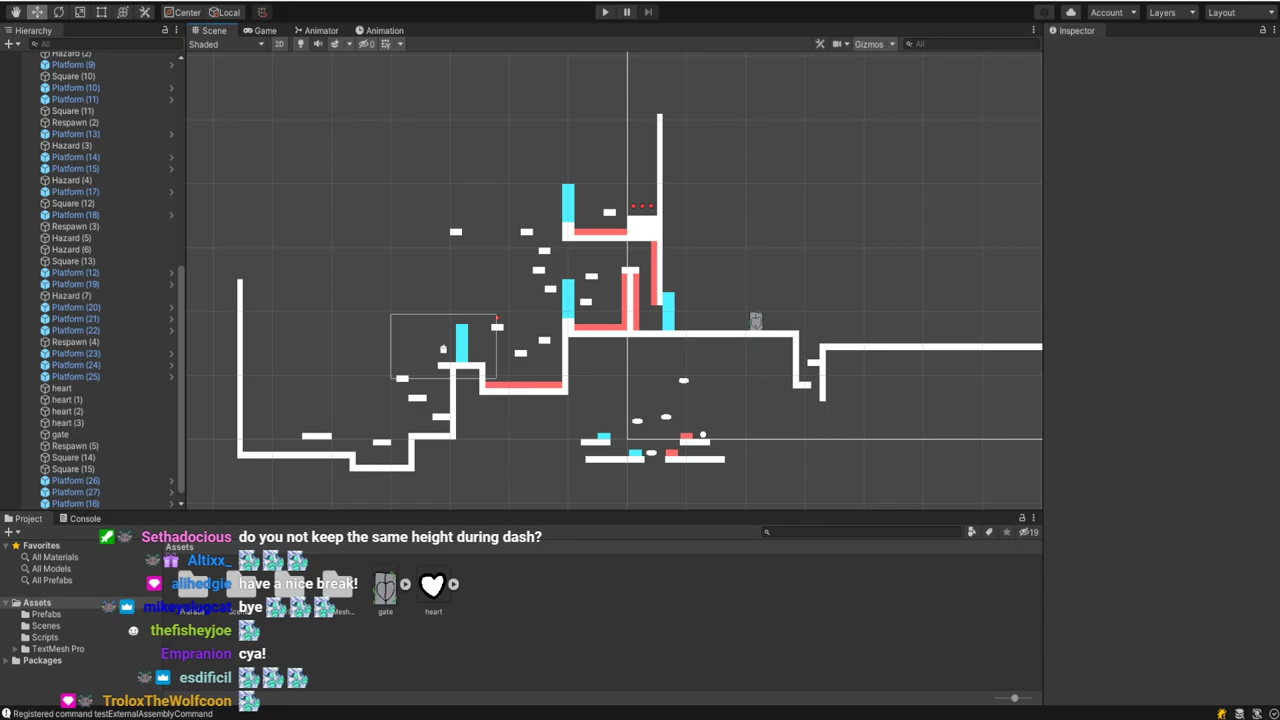 Center
Local
Account
Layers
Layout
Hierarchy
Scene
Game
Animator
Animation
Inspector
All
Shaded
2D
0
Gizmos
All
Hazard (2)
Platform (9)
Square (10)
Platform (10)
Platform (11)
Square (11)
Respawn (2)
Platform (13)
Hazard (3)
Platform (14)
Platform (15)
Hazard (4)
Platform (17)
Square (12)
Platform (18)
Respawn (3)
Hazard (5)
Hazard (6)
Square (13)
Platform (12)
Platform (19)
Hazard (7)
Platform (20)
Platform (21)
Platform (22)
Respawn (4)
Platform (23)
Platform (24)
Platform (25)
heart
heart (1)
heart (2)
heart (3)
gate
Respawn (5)
Square (14)
Square (15)
Platform (26)
Platform (27)
Platform (16)
Project
Console
19
Favorites
All Materials
All Models
All Prefabs
Assets
Prefabs
Scenes
Scripts
TextMesh Pro
Packages
Assets
gate
heart
Sethadocious do you not keep the same height during dash?
Altixx_
alihedgie have a nice break!
mikeyslugcat bye
thefisheyjoe
Empranion cya!
esdificil
TroloxTheWolfcoon
Registered command testExternalAssemblyCommand